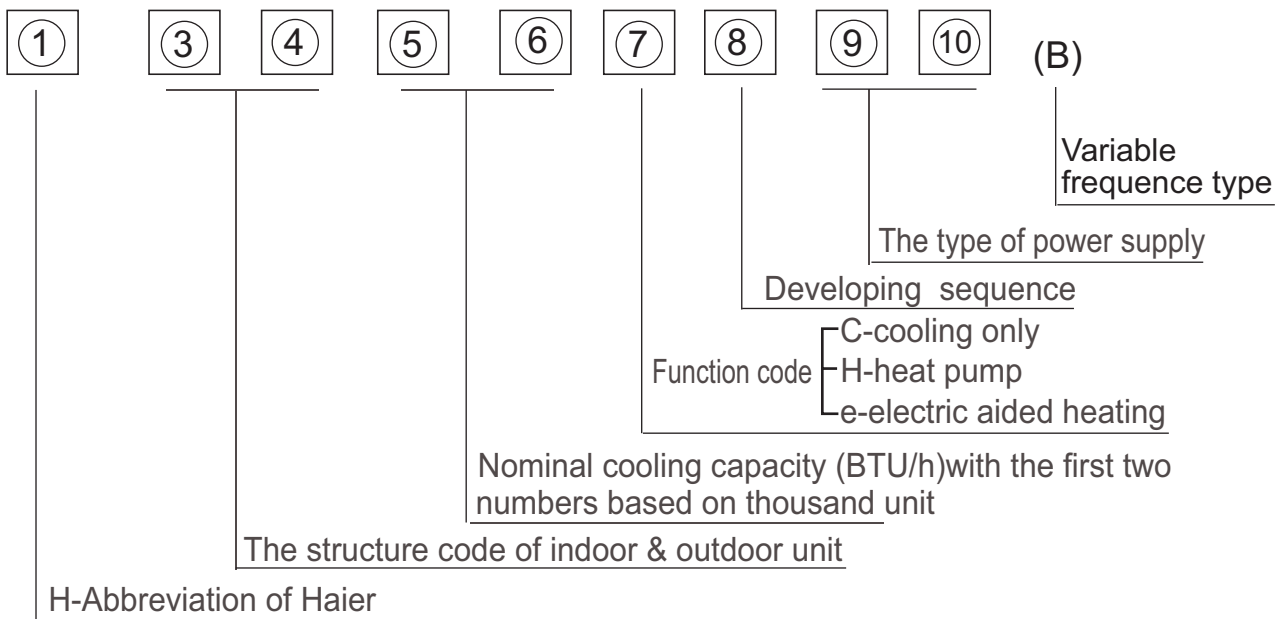 ① ③ ④ ⑤ ⑥ ⑦ ⑧ ⑨ ⑩ (B)
Variable
frequence type
The type of power supply
Developing sequence
C-cooling only
Function code H-heat pump
e-electric aided heating
Nominal cooling capacity (BTU/h)with the first two
numbers based on thousand unit
The structure code of indoor & outdoor unit
H-Abbreviation of Haier